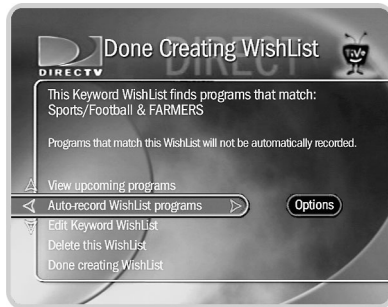 Done Creating WishList
DIRECT
DIRECTV
This Keyword WishList finds programs that match:
Sports/Football & FARMERS
Programs that match this WishList will not be automatically recorded.
View upcoming programs
Auto-record WishList programs
Options
Edit Keyword WishList
Delete this WishList
Done creating WishList